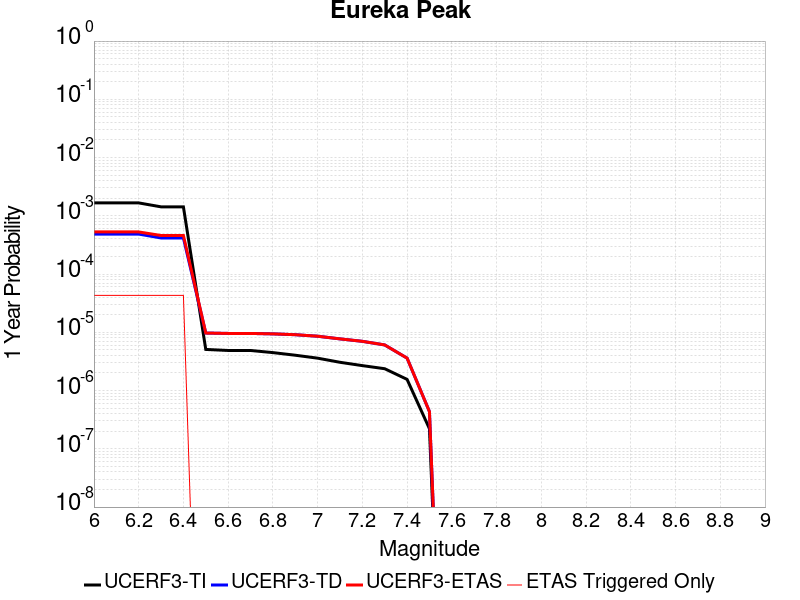 Eureka Peak
10 0
10 -1
10 -2
10 -3
10 -4
10 -5
10 -6
10 -7
10 -8
1 Year Probability
6 6.2 6.4 6.6 6.8 7 7.2 7.4 7.6 7.8 8 8.2 8.4 8.6 8.8 9
Magnitude
UCERF3-TI UCERF3-TD UCERF3-ETAS ETAS Triggered Only